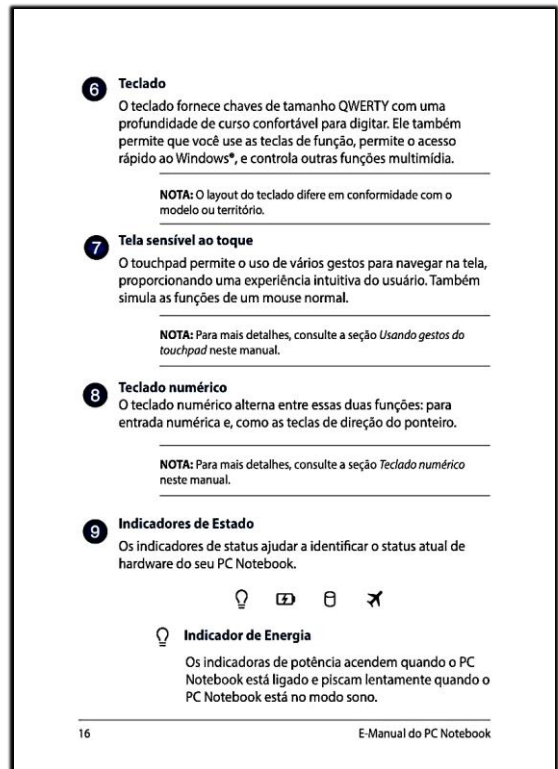 6 Teclado
O teclado fornece chaves de tamanho QWERTY com uma
profundidade de curso confortável para digitar. Ele também
permite que você use as teclas de função, permite o acesso
rápido ao Windows®, e controla outras funções multimídia.
NOTA: O layout do teclado difere em conformidade com o
modelo ou território.
7 Tela sensível ao toque
O touchpad permite o uso de vários gestos para navegar na tela,
proporcionando uma experiência intuitiva do usuário. Também
simula as funções de um mouse normal.
NOTA: Para mais detalhes, consulte a seção Usando gestos do
touchpad neste manual.
8 Teclado numérico
O teclado numérico alterna entre essas duas funções: para
entrada numérica e, como as teclas de direção do ponteiro.
NOTA: Para mais detalhes, consulte a seção Teclado numérico
neste manual.
9 Indicadores de Estado
Os indicadores de status ajudar a identificar o status atual de
hardware do seu PC Notebook.
Indicador de Energia
Os indicadoras de potência acendem quando o PC
Notebook está ligado e piscam lentamente quando o
PC Notebook está no modo sono.
16 E-Manual do PC Notebook